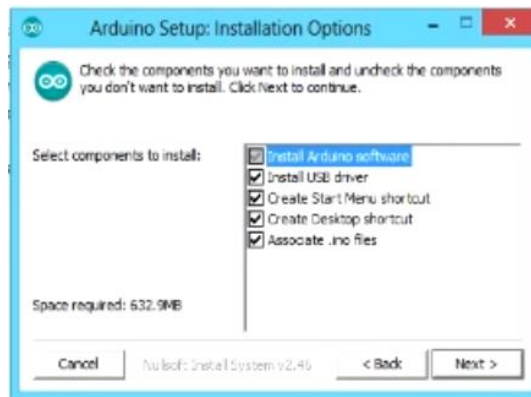 Arduino Setup: Installation Options
Check the components you want to install and uncheck the components
you don't want to install. Click Next to continue.
Select components to install:
Install Arduino software
Install USB driver
Create Start Menu shortcut
Create Desktop shortcut
Associate .ino files
Space required: 632.9MB
Cancel
Nullsoft Install System v2.46
< Back
Next >